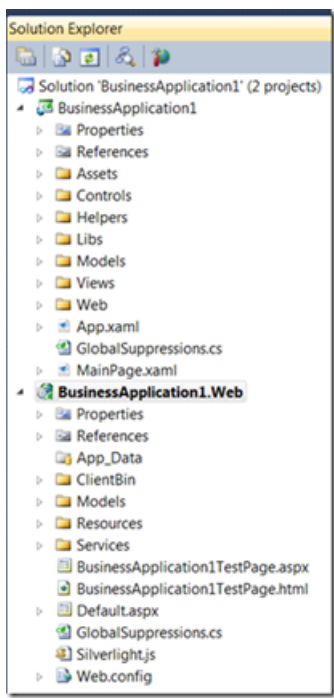 Solution Explorer
Solution 'BusinessApplication1' (2 projects)
BusinessApplication1
Properties
References
Assets
Controls
Helpers
Libs
Models
Views
Web
App.xaml
GlobalSuppressions.cs
MainPage.xaml
BusinessApplication1.Web
Properties
References
App_Data
ClientBin
Models
Resources
Services
BusinessApplication1TestPage.aspx
BusinessApplication1TestPage.html
Default.aspx
GlobalSuppressions.cs
Silverlight.js
Web.config